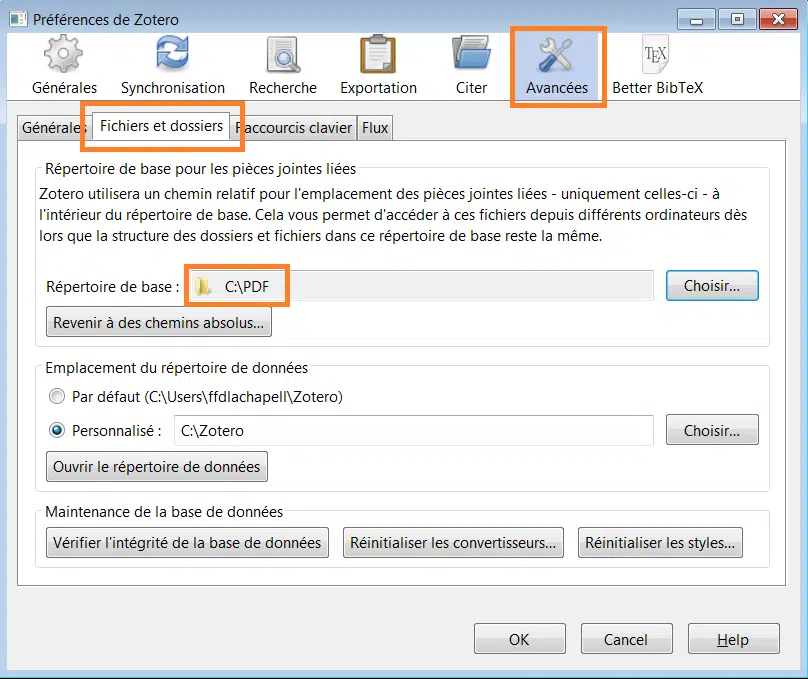 Préférences de Zotero
Générales Synchronisation Recherche Exportation Citer Avancées TEX Better BibTeX
Générales Fichiers et dossiers Raccourcis clavier Flux
Répertoire de base pour les pièces jointes liées
Zotero utilisera un chemin relatif pour l'emplacement des pièces jointes liées - uniquement celles-ci - à
l'intérieur du répertoire de base. Cela vous permet d'accéder à ces fichiers depuis différents ordinateurs dès
lors que la structure des dossiers et fichiers dans ce répertoire de base reste la même.
Répertoire de base : C:\PDF Choisir...
Revenir à des chemins absolus...
Emplacement du répertoire de données
Par défaut (C:\Users\ffdlachapell\Zotero)
Personnalisé : C:\Zotero Choisir...
Ouvrir le répertoire de données
Maintenance de la base de données
Vérifier l'intégrité de la base de données Réinitialiser les convertisseurs... Réinitialiser les styles...
OK Cancel Help